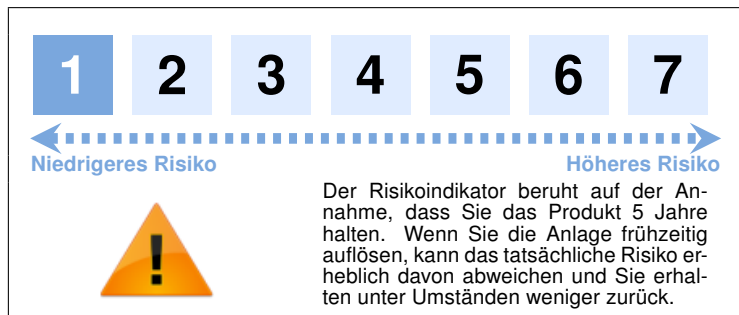 1 2 3 4 5 6 7
Niedrigeres Risiko Höheres Risiko
!
Der Risikoindikator beruht auf der An-
nahme, dass Sie das Produkt 5 Jahre
halten. Wenn Sie die Anlage frühzeitig
auflösen, kann das tatsächliche Risiko er-
heblich davon abweichen und Sie erhal-
ten unter Umständen weniger zurück.